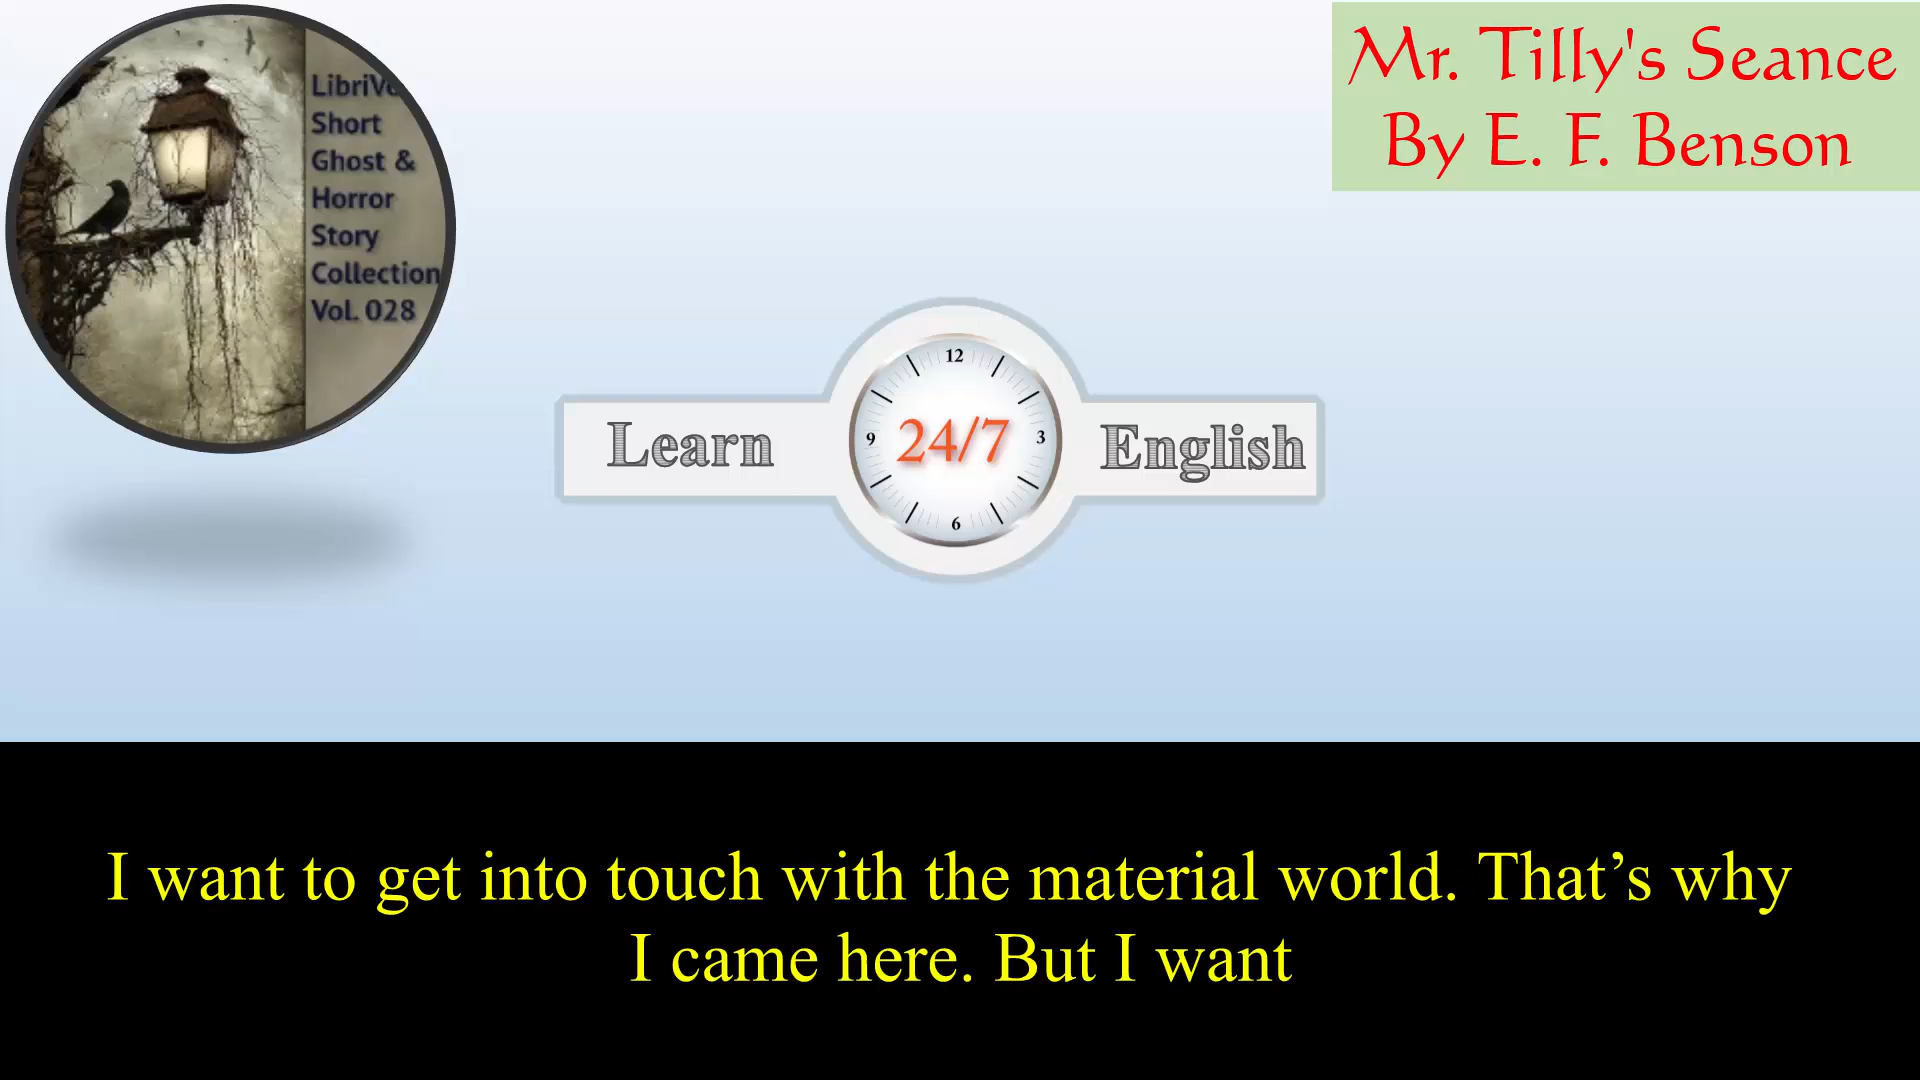 LibriVo
Short
Ghost &
Horror
Story
Collection
Vol. 028
Mr. Tilly's Seance
By E. F. Benson
Learn
24/7
English
12
3
6
9
I want to get into touch with the material world. That’s why
I came here. But I want